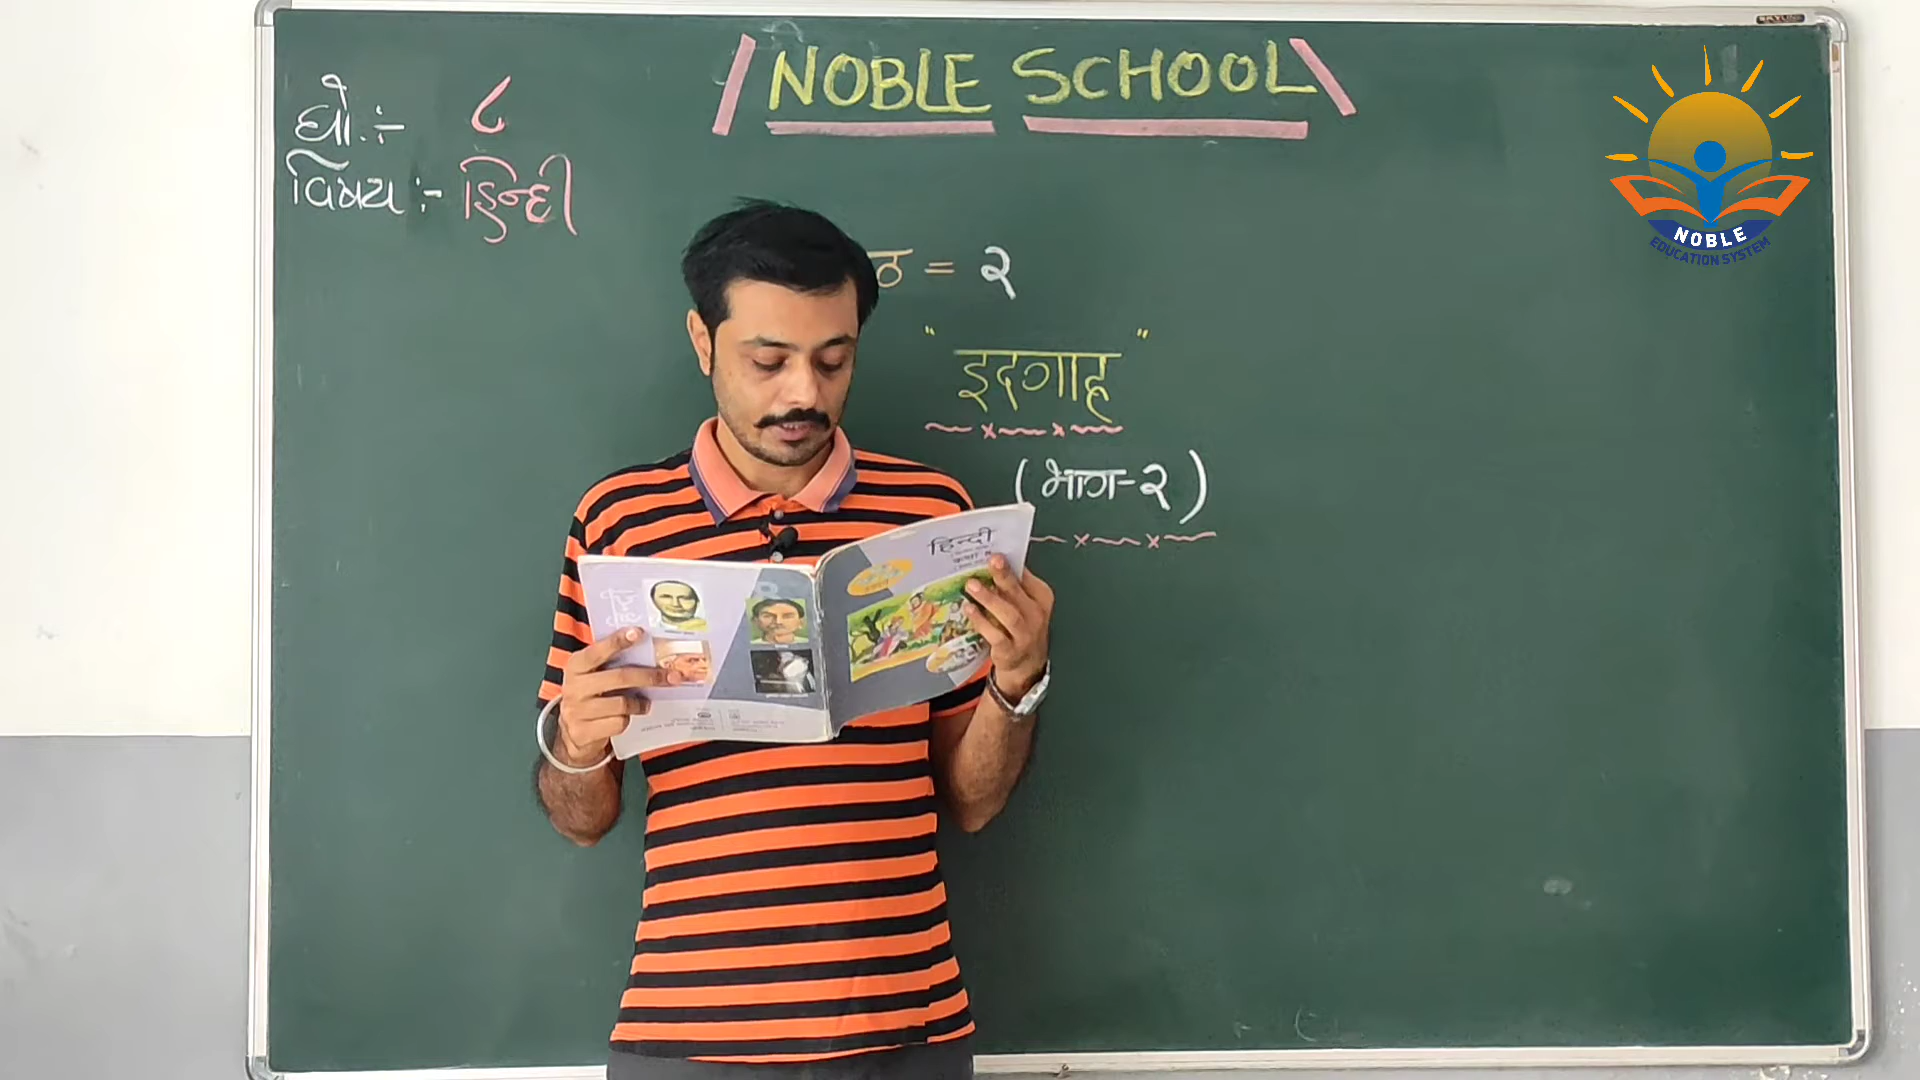 NOBLE SCHOOL
ધો. :- ૮
વિષય :- હિન્દી
ठ = २
" इदगाह "
(भाग-२)
हिन्दी
NOBLE
EDUCATION SYSTEM